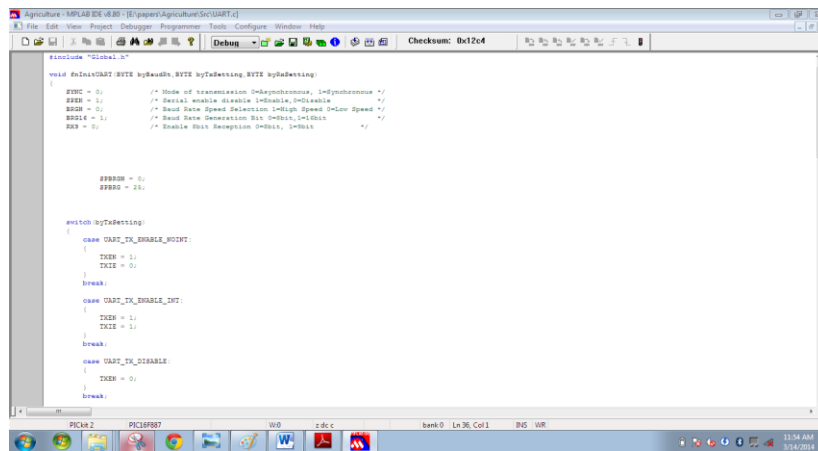 Agriculture - MPLAB IDE v8.80 - [E:\papers\Agriculture\Src\UART.c]
File Edit View Project Debugger Programmer Tools Configure Window Help
Debug Checksum: 0x12c4
#include "Global.h"
void fnInitUART(BYTE byBaudRt,BYTE byTxSetting,BYTE byRxSetting)
{
SYNC = 0; /* Mode of transmission 0=Asynchronous, 1=Synchronous */
SPEN = 1; /* Serial enable disable 1=Enable,0=Disable */
BRGH = 0; /* Baud Rate Speed Selection 1=High Speed 0=Low Speed */
BRG16 = 1; /* Baud Rate Generation Bit 0=8bit,1=16bit */
RX9 = 0; /* Enable 8bit Reception 0=8bit, 1=9bit */
SPBRGH = 0;
SPBRG = 25;
switch(byTxSetting)
{
case UART_TX_ENABLE_NOINT:
{
TXEN = 1;
TXIE = 0;
}
break;
case UART_TX_ENABLE_INT:
{
TXEN = 1;
TXIE = 1;
}
break;
case UART_TX_DISABLE:
{
TXEN = 0;
}
break;
PICkit 2 PIC16F887 W:0 z dc c bank 0 Ln 36, Col 1 INS WR
11:54 AM
3/14/2014